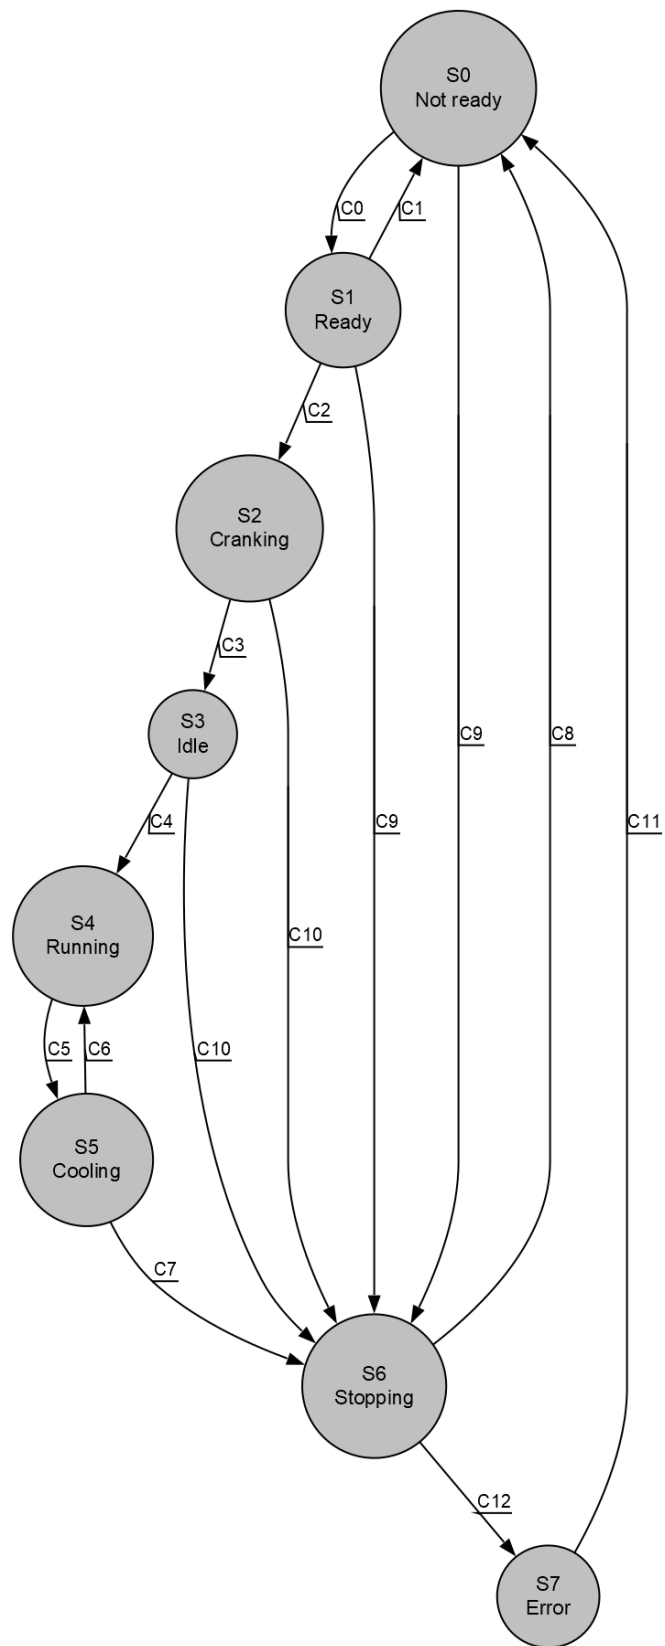 S0
Not ready
C0
C1
S1
Ready
C2
S2
Cranking
C3
S3
Idle
C9
C8
C4
C9
C11
S4
Running
C10
C5
C6
C10
S5
Cooling
C7
S6
Stopping
C12
S7
Error